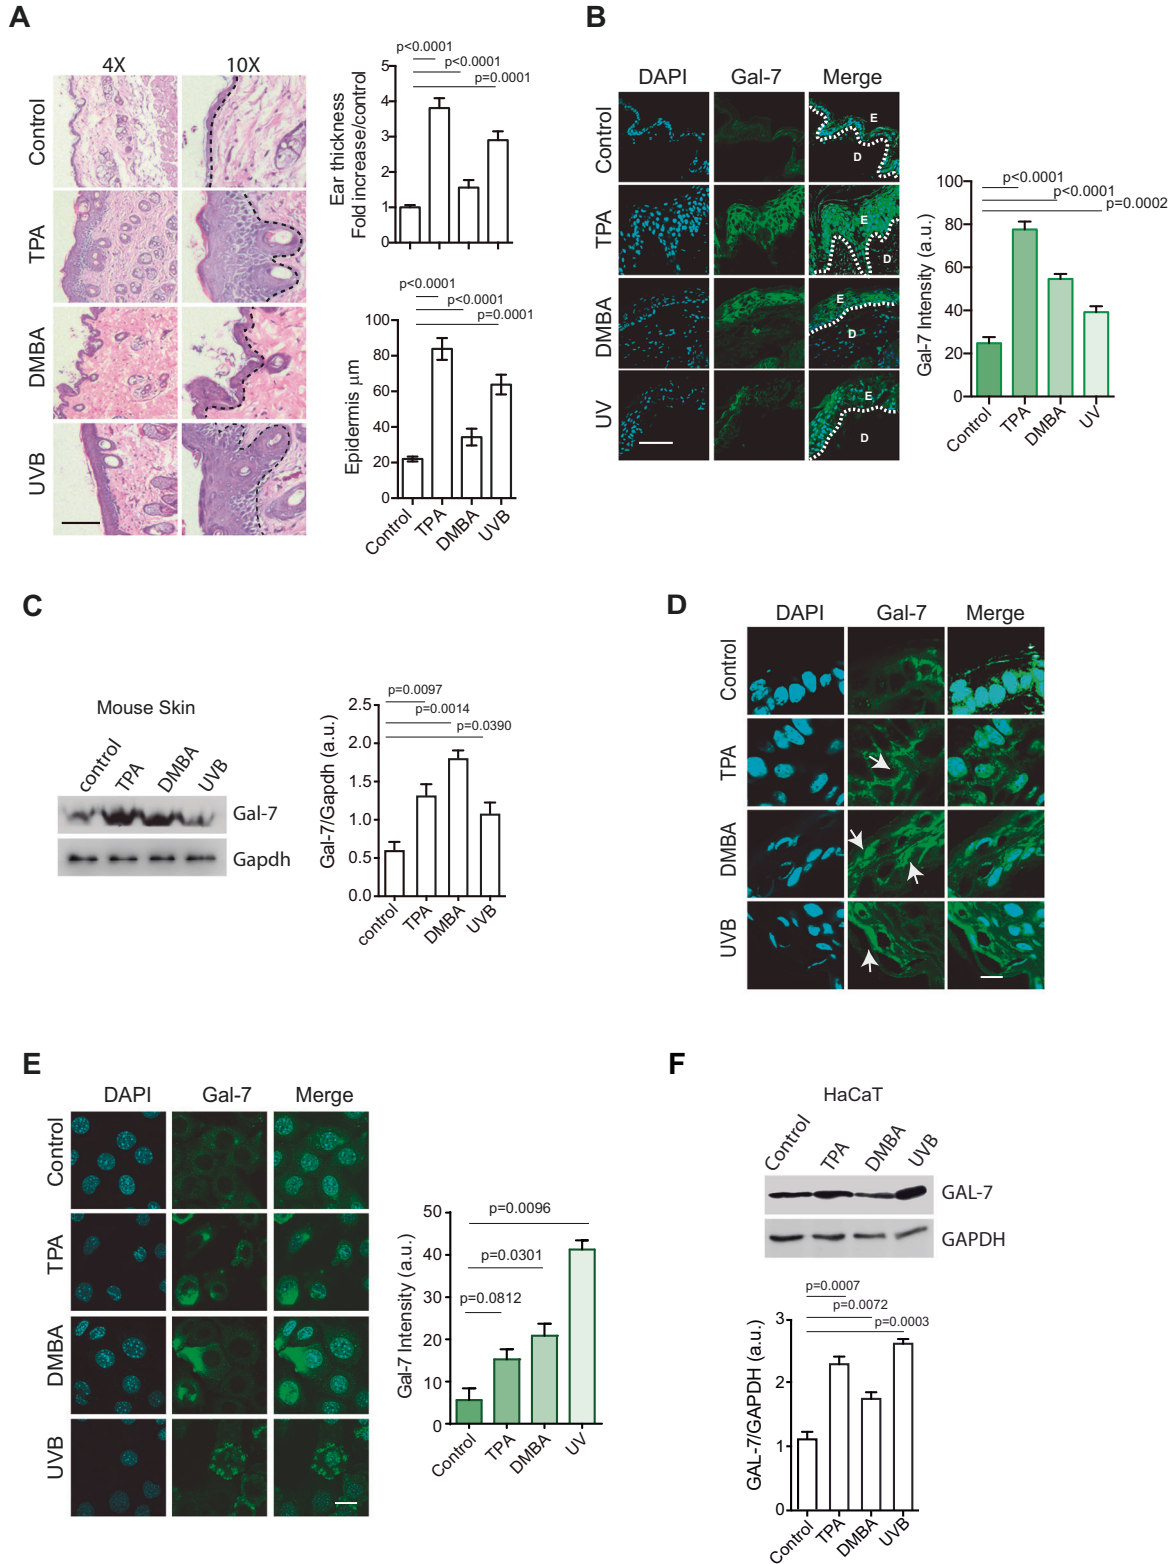 A
4X
10X
Control
TPA
DMBA
UVB
p<0.0001
p<0.0001
p=0.0001
Ear thickness
Fold increase/control
5
4
3
2
1
0
p<0.0001
p<0.0001
p=0.0001
Epidermis μm
100
80
60
40
20
0
Control
TPA
DMBA
UVB
B
DAPI
Gal-7
Merge
Control
TPA
DMBA
UV
E
D
E
D
E
D
E
D
p<0.0001
p<0.0001
p=0.0002
Gal-7 Intensity (a.u.)
100
80
60
40
20
0
Control
TPA
DMBA
UV
C
Mouse Skin
control
TPA
DMBA
UVB
Gal-7
Gapdh
p=0.0097
p=0.0014
p=0.0390
Gal-7/Gapdh (a.u.)
2.5
2.0
1.5
1.0
0.5
0.0
control
TPA
DMBA
UVB
D
DAPI
Gal-7
Merge
Control
TPA
DMBA
UVB
E
DAPI
Gal-7
Merge
Control
TPA
DMBA
UVB
p=0.0096
p=0.0301
p=0.0812
Gal-7 Intensity (a.u.)
50
40
30
20
10
0
Control
TPA
DMBA
UV
F
HaCaT
Control
TPA
DMBA
UVB
GAL-7
GAPDH
p=0.0007
p=0.0072
p=0.0003
GAL-7/GAPDH (a.u.)
3
2
1
0
Control
TPA
DMBA
UVB